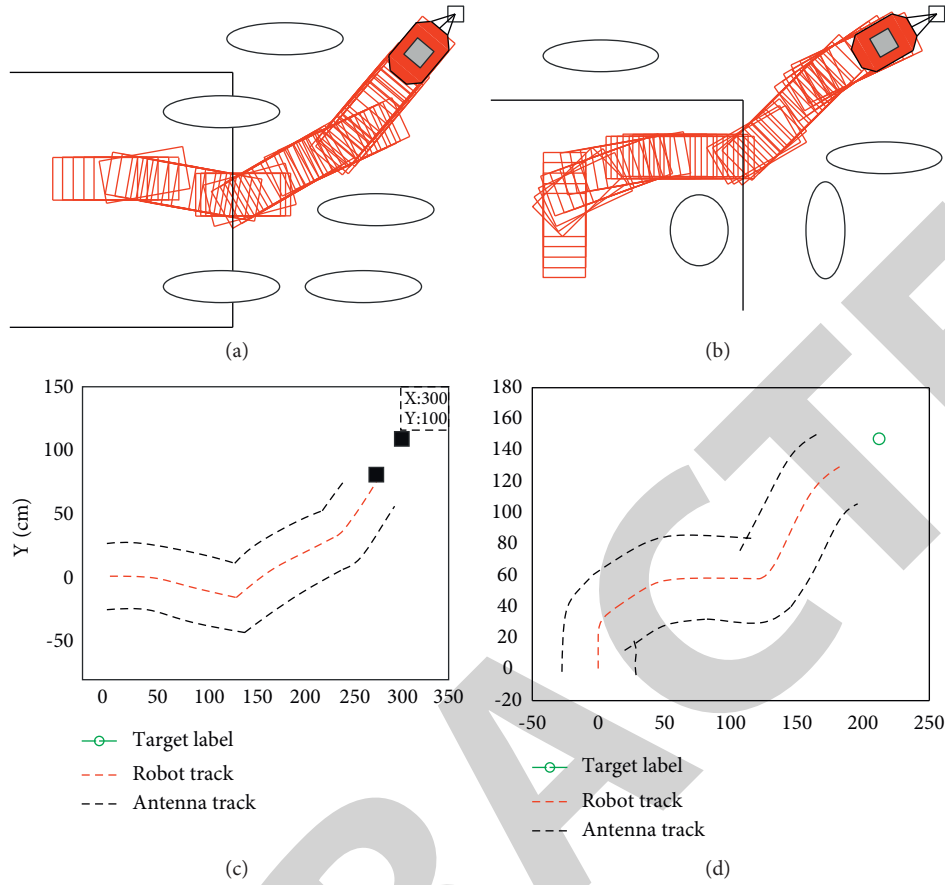 (a)
(b)
150
100
50
0
-50
Y (cm)
X:300
Y:100
0 50 100 150 200 250 300 350
Target label
Robot track
Antenna track
(c)
180
160
140
120
100
80
60
40
20
0
-20
-50 0 50 100 150 200 250
Target label
Robot track
Antenna track
(d)